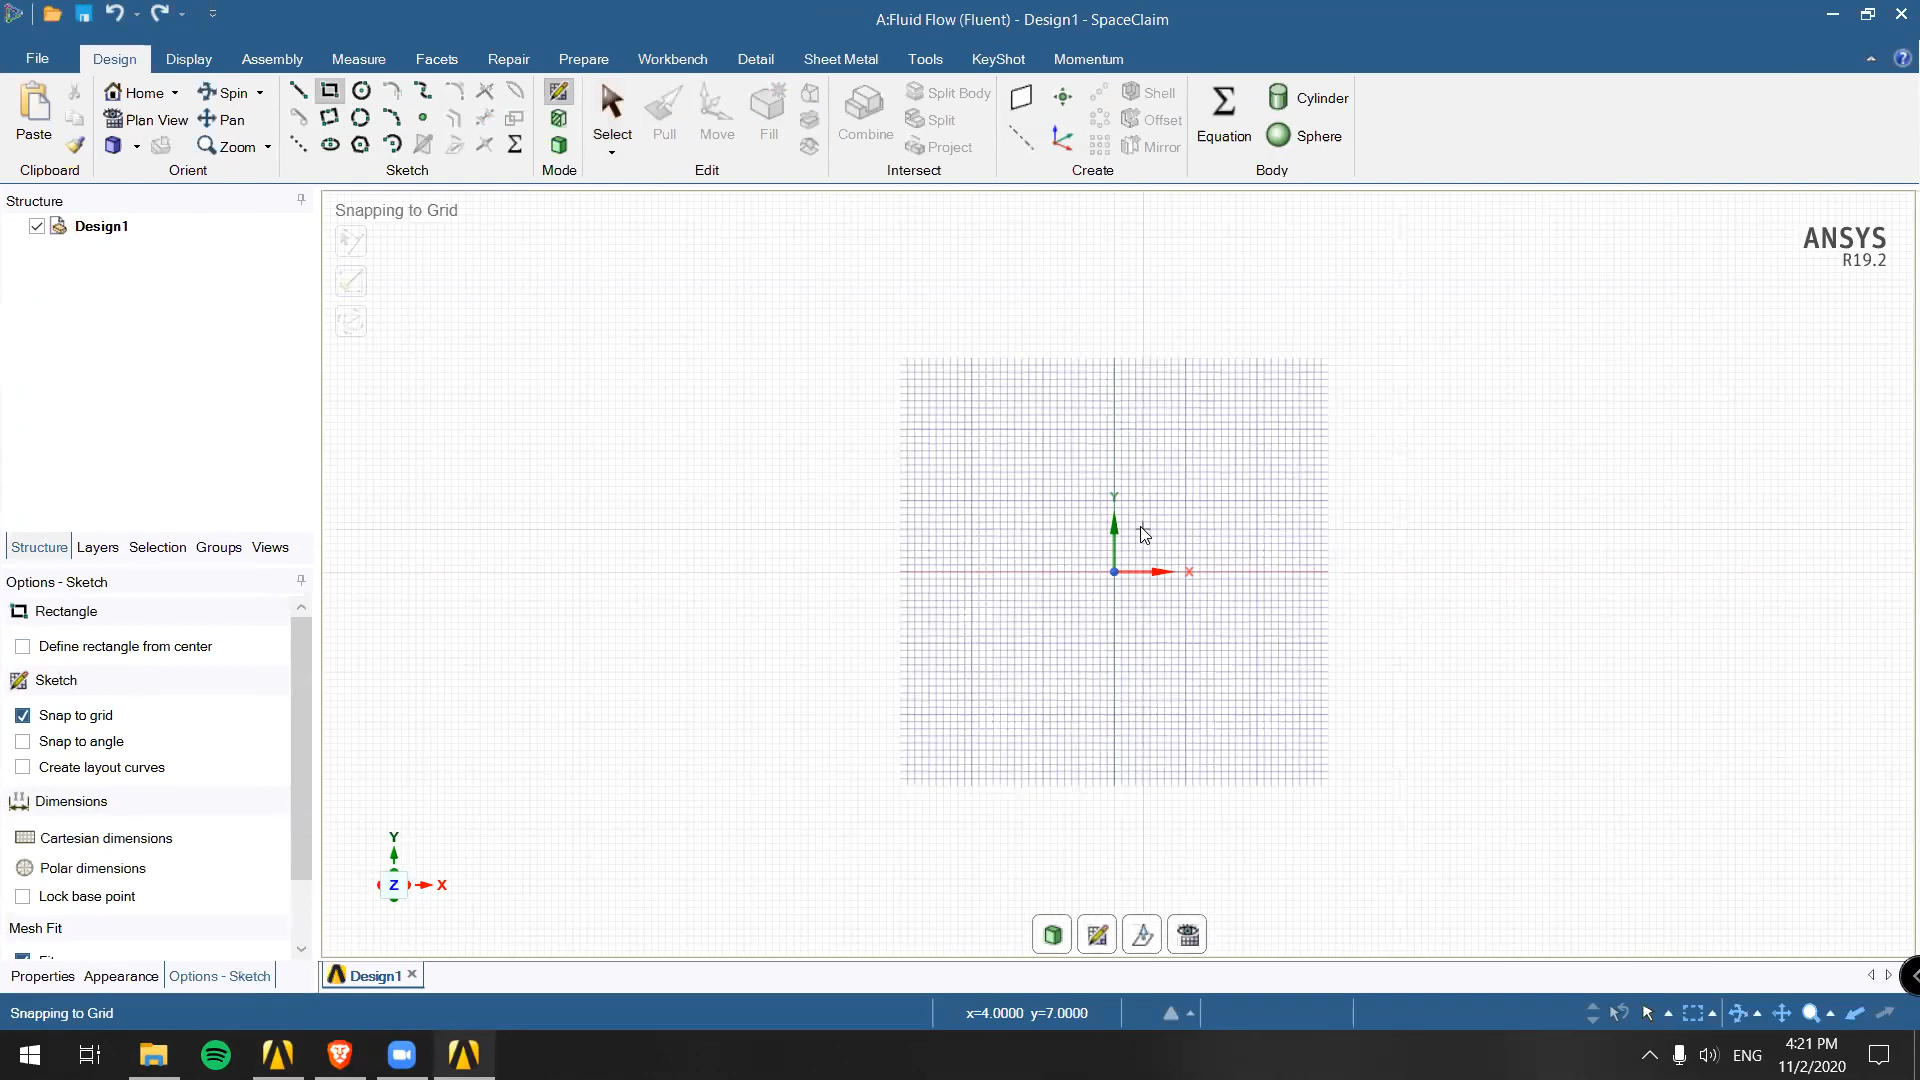 A:Fluid Flow (Fluent) - Design1 - SpaceClaim
File Design Display Assembly Measure Facets Repair Prepare Workbench Detail Sheet Metal Tools KeyShot Momentum
Home Spin Split Body Shell Cylinder
Plan View Pan Split Offset
Paste Select Pull Move Fill Combine Equation Sphere
Zoom Project Mirror
Clipboard Orient Sketch Mode Edit Intersect Create Body
Structure
Design1
Snapping to Grid
ANSYS
R19.2
Y
X
Structure Layers Selection Groups Views
Options - Sketch
Rectangle
Define rectangle from center
Sketch
Snap to grid
Snap to angle
Create layout curves
Dimensions
Cartesian dimensions
Polar dimensions
Lock base point
Mesh Fit
Y
Z X
Properties Appearance Options - Sketch
Design1
Snapping to Grid
x=4.0000 y=7.0000
ENG
4:21 PM
11/2/2020